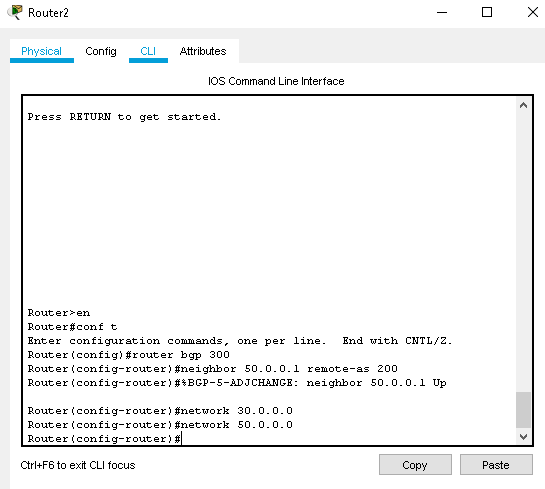 Router2
Physical Config CLI Attributes
IOS Command Line Interface
Press RETURN to get started.
Router>en
Router#conf t
Enter configuration commands, one per line.  End with CNTL/Z.
Router(config)#router bgp 300
Router(config-router)#neighbor 50.0.0.1 remote-as 200
Router(config-router)#%BGP-5-ADJCHANGE: neighbor 50.0.0.1 Up
Router(config-router)#network 30.0.0.0
Router(config-router)#network 50.0.0.0
Router(config-router)#
Ctrl+F6 to exit CLI focus
Copy Paste